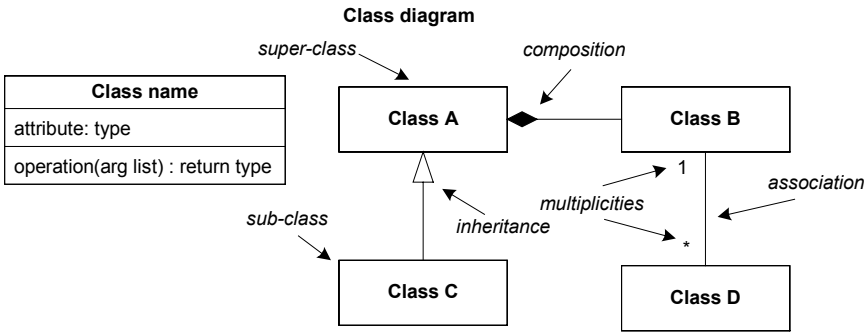 Class diagram
super-class
composition
Class name
attribute: type
operation(arg list) : return type
Class A
Class B
1
multiplicities
association
*
sub-class
inheritance
Class C
Class D